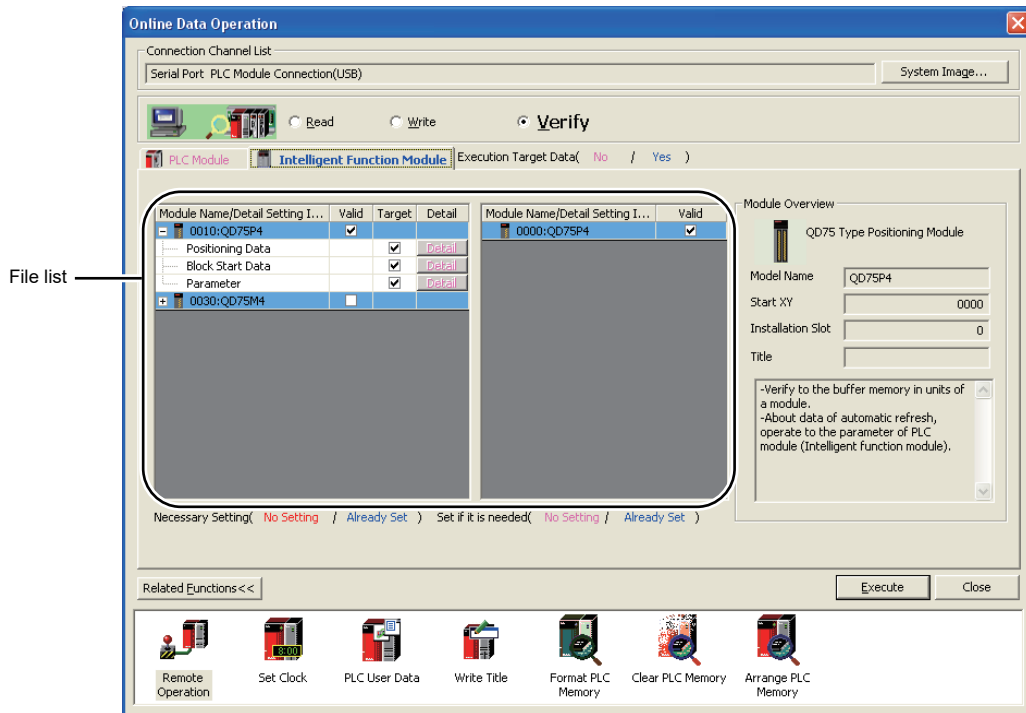 Online Data Operation
Connection Channel List
Serial Port PLC Module Connection(USB)
System Image...
Read
Write
Verify
PLC Module
Intelligent Function Module
Execution Target Data( No / Yes )
File list
Module Name/Detail Setting I... Valid Target Detail
0010:QD75P4
Positioning Data Detail
Block Start Data Detail
Parameter Detail
0030:QD75M4
Module Name/Detail Setting I... Valid
0000:QD75P4
Module Overview
QD75 Type Positioning Module
Model Name QD75P4
Start XY 0000
Installation Slot 0
Title
-Verify to the buffer memory in units of
a module.
-About data of automatic refresh,
operate to the parameter of PLC
module (Intelligent function module).
Necessary Setting( No Setting / Already Set ) Set if it is needed( No Setting / Already Set )
Related Functions<<
Execute
Close
8:00
Remote
Operation
Set Clock
PLC User Data
Write Title
Format PLC
Memory
Clear PLC Memory
Arrange PLC
Memory